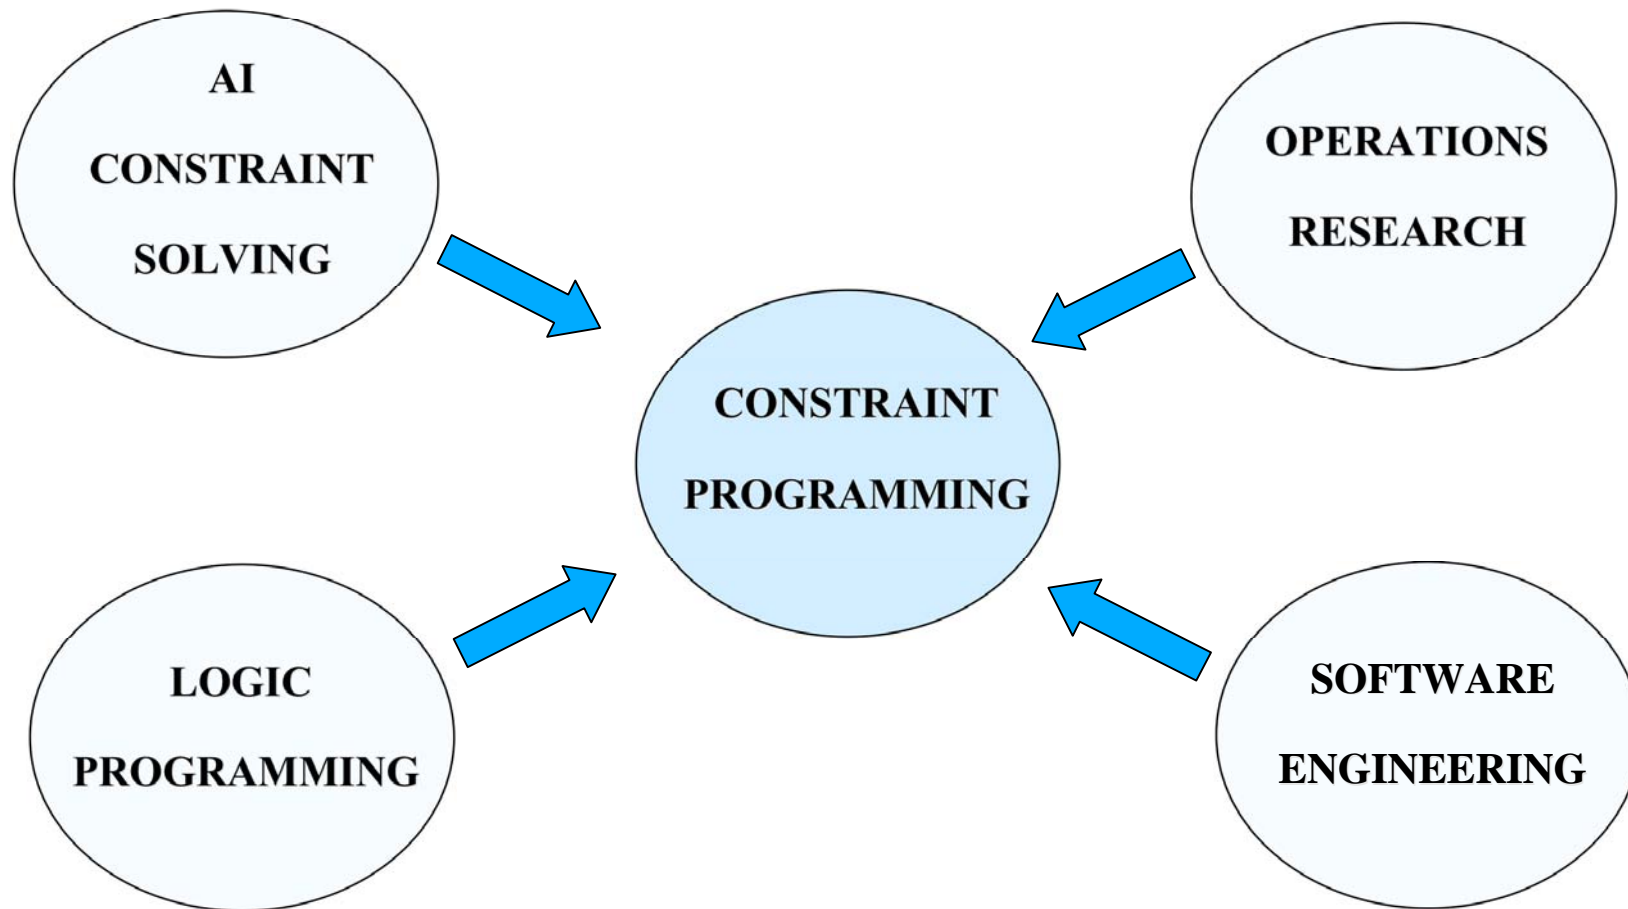 AI
CONSTRAINT
SOLVING
OPERATIONS
RESEARCH
CONSTRAINT
PROGRAMMING
LOGIC
PROGRAMMING
SOFTWARE
ENGINEERING